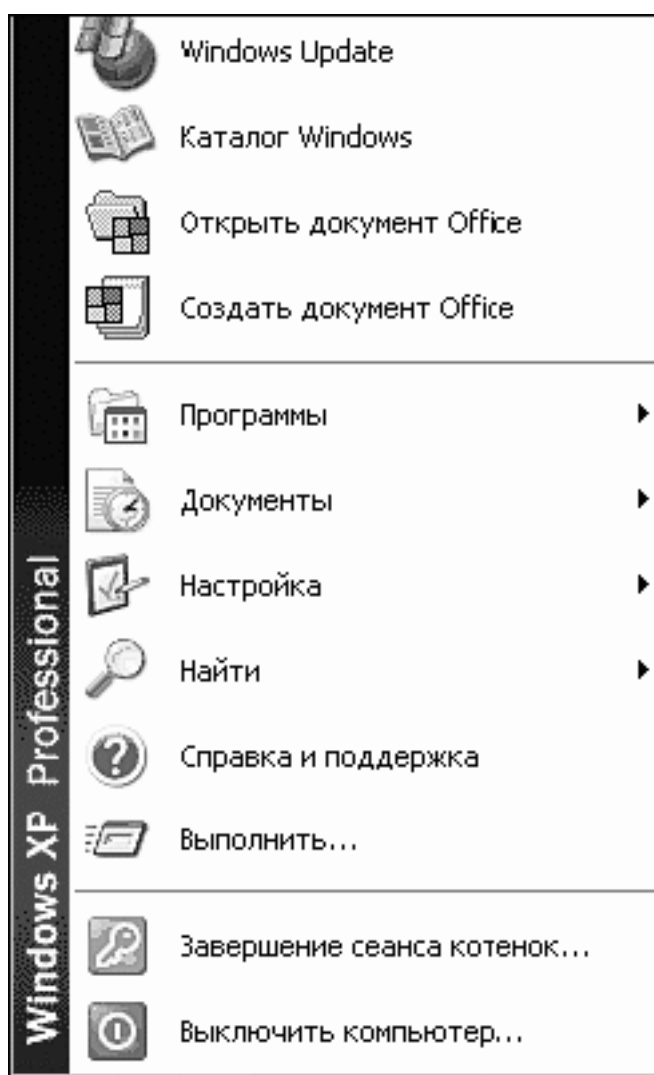 Windows Update
Каталог Windows
Открыть документ Office
Создать документ Office
Программы
Документы
Настройка
Найти
Справка и поддержка
Выполнить...
Завершение сеанса котенок...
Выключить компьютер...
Windows XP Professional